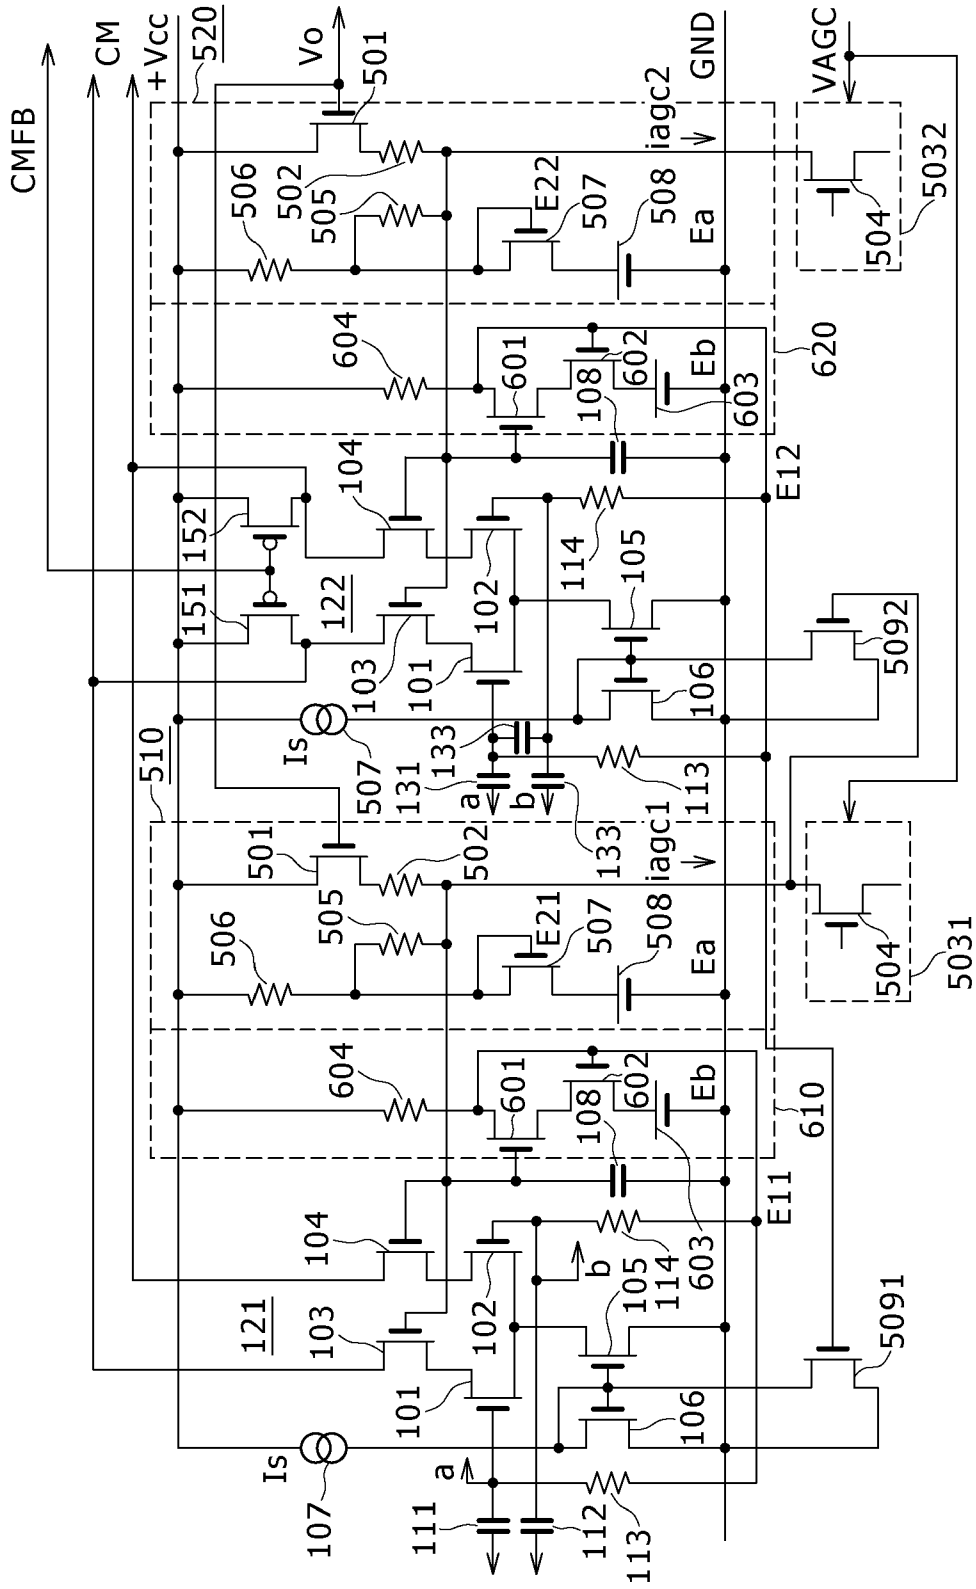 CMFB
CM
+Vcc
520
Vo
501
GND
VAGC
506
502
505
iagc2
E22
507
508
Ea
504
5032
604
601
602
108
Eb
603
620
152
151
122
104
103
102
101
114
105
E12
106
5092
Is
507
510
131
133
a
b
133
113
501
502
505
506
iagc1
E21
507
508
Ea
504
5031
604
601
602
108
Eb
610
603
E11
104
103
121
102
101
b
105
114
106
5091
Is
107
a
111
112
113